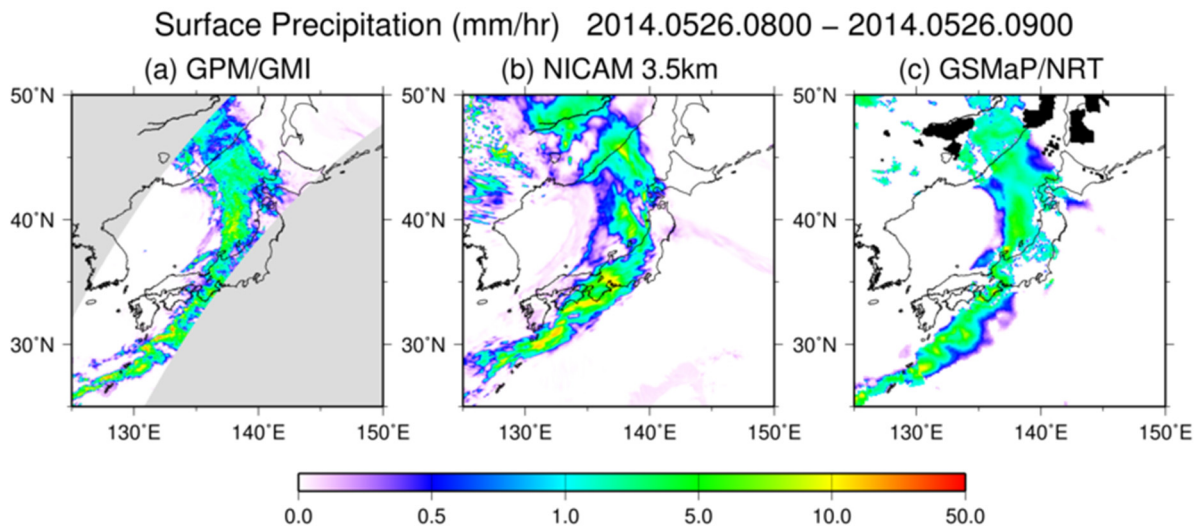 Surface Precipitation (mm/hr) 2014.0526.0800 − 2014.0526.0900
(a) GPM/GMI
(b) NICAM 3.5km
(c) GSMaP/NRT
50˚N
40˚N
30˚N
130˚E
140˚E
150˚E
50˚N
40˚N
30˚N
130˚E
140˚E
150˚E
50˚N
40˚N
30˚N
130˚E
140˚E
150˚E
0.0
0.5
1.0
5.0
10.0
50.0